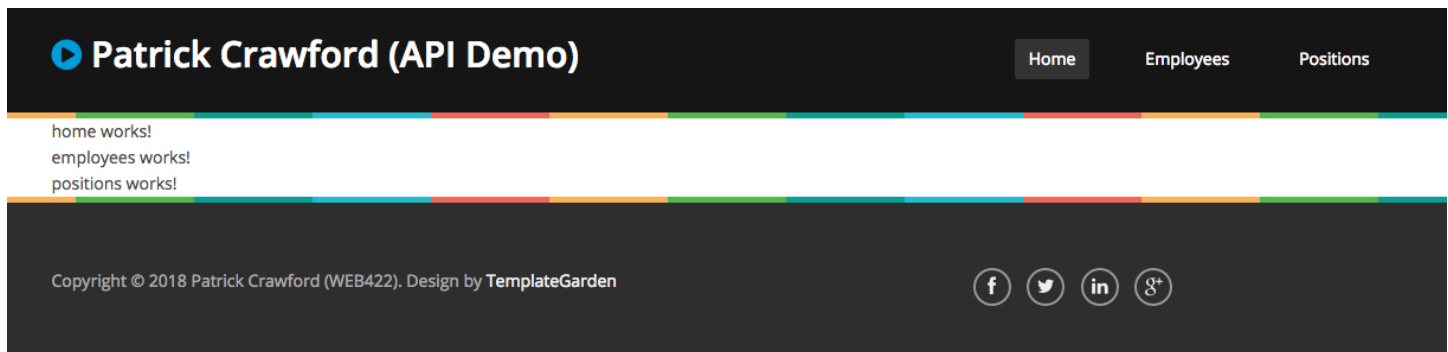 Patrick Crawford (API Demo)
Home Employees Positions
home works!
employees works!
positions works!
Copyright © 2018 Patrick Crawford (WEB422). Design by TemplateGarden
f in g+